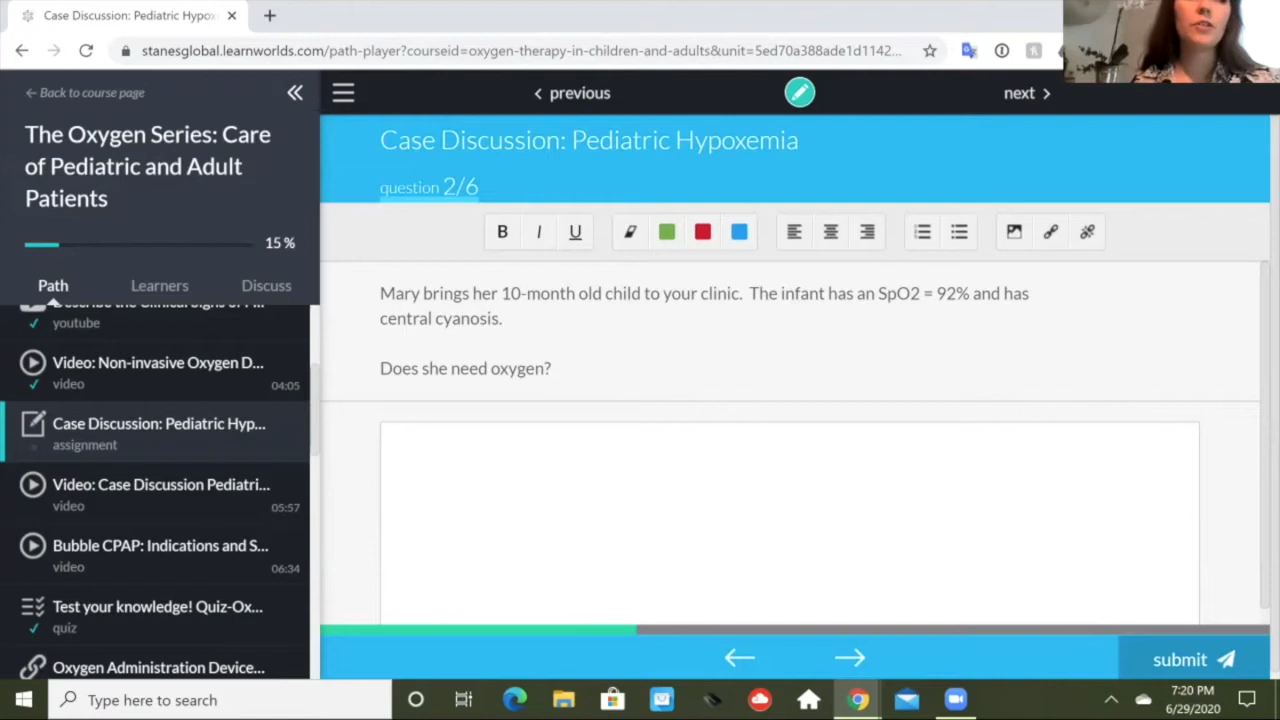 Case Discussion: Pediatric Hypox
stanesglobal.learnworlds.com/path-player?courseid=oxygen-therapy-in-children-and-adults&unit=5ed70a388ade1d1142...
Back to course page
previous
next
The Oxygen Series: Care
of Pediatric and Adult
Patients
15 %
Path
Learners
Discuss
Describe the Clinical Signs of
youtube
Video: Non-invasive Oxygen D...
video
04:05
Case Discussion: Pediatric Hyp...
assignment
Video: Case Discussion Pediatri...
video
05:57
Bubble CPAP: Indications and S...
video
06:34
Test your knowledge! Quiz-Ox...
quiz
Oxygen Administration Device...
Case Discussion: Pediatric Hypoxemia
question 2/6
B I U
Mary brings her 10-month old child to your clinic. The infant has an SpO2 = 92% and has
central cyanosis.
Does she need oxygen?
submit
Type here to search
7:20 PM
6/29/2020